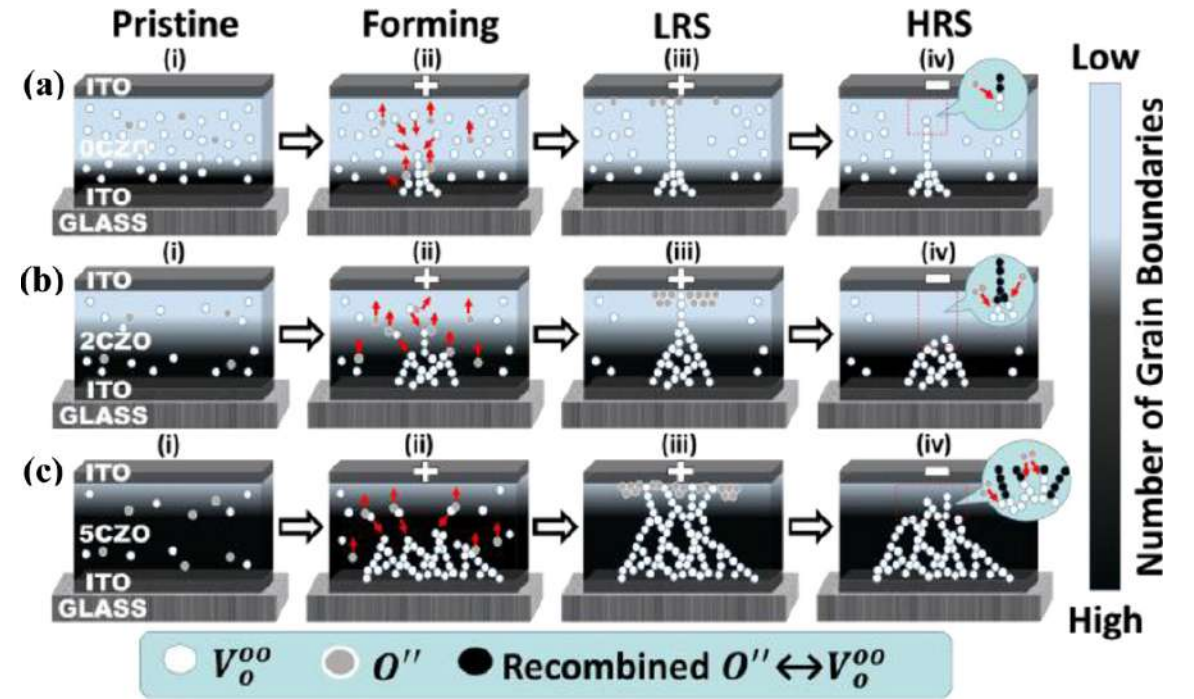 Pristine Forming LRS HRS
(i) (ii) (iii) (iv)
(a) ITO + + −
0CZO
ITO
GLASS
(i) (ii) (iii) (iv)
(b) ITO + + −
2CZO
ITO
GLASS
(i) (ii) (iii) (iv)
(c) ITO + + −
5CZO
ITO
GLASS
Low
Number of Grain Boundaries
High
V_o^{oo} O'' Recombined O''↔V_o^{oo}